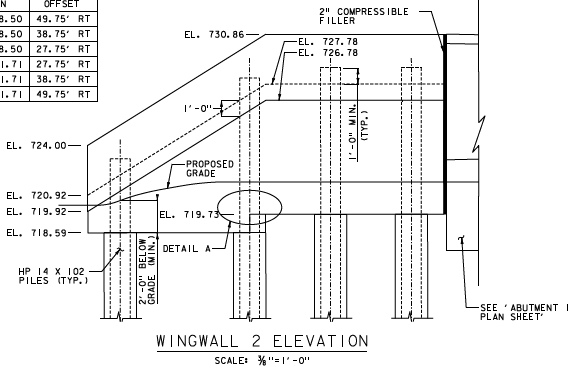 N OFFSET
8.50 49.75' RT
8.50 38.75' RT
8.50 27.75' RT
1.71 27.75' RT
1.71 38.75' RT
1.71 49.75' RT
2" COMPRESSIBLE
FILLER
EL. 730.86
EL. 727.78
EL. 726.78
1'-0"
1'-0" MIN.
(TYP.)
EL. 724.00
PROPOSED
GRADE
EL. 720.92
EL. 719.92
EL. 719.73
EL. 718.59
DETAIL A
2'-0" BELOW
GRADE (MIN.)
HP 14 X 102
PILES (TYP.)
SEE 'ABUTMENT
PLAN SHEET'
WINGWALL 2 ELEVATION
SCALE: ⅜"=1'-0"